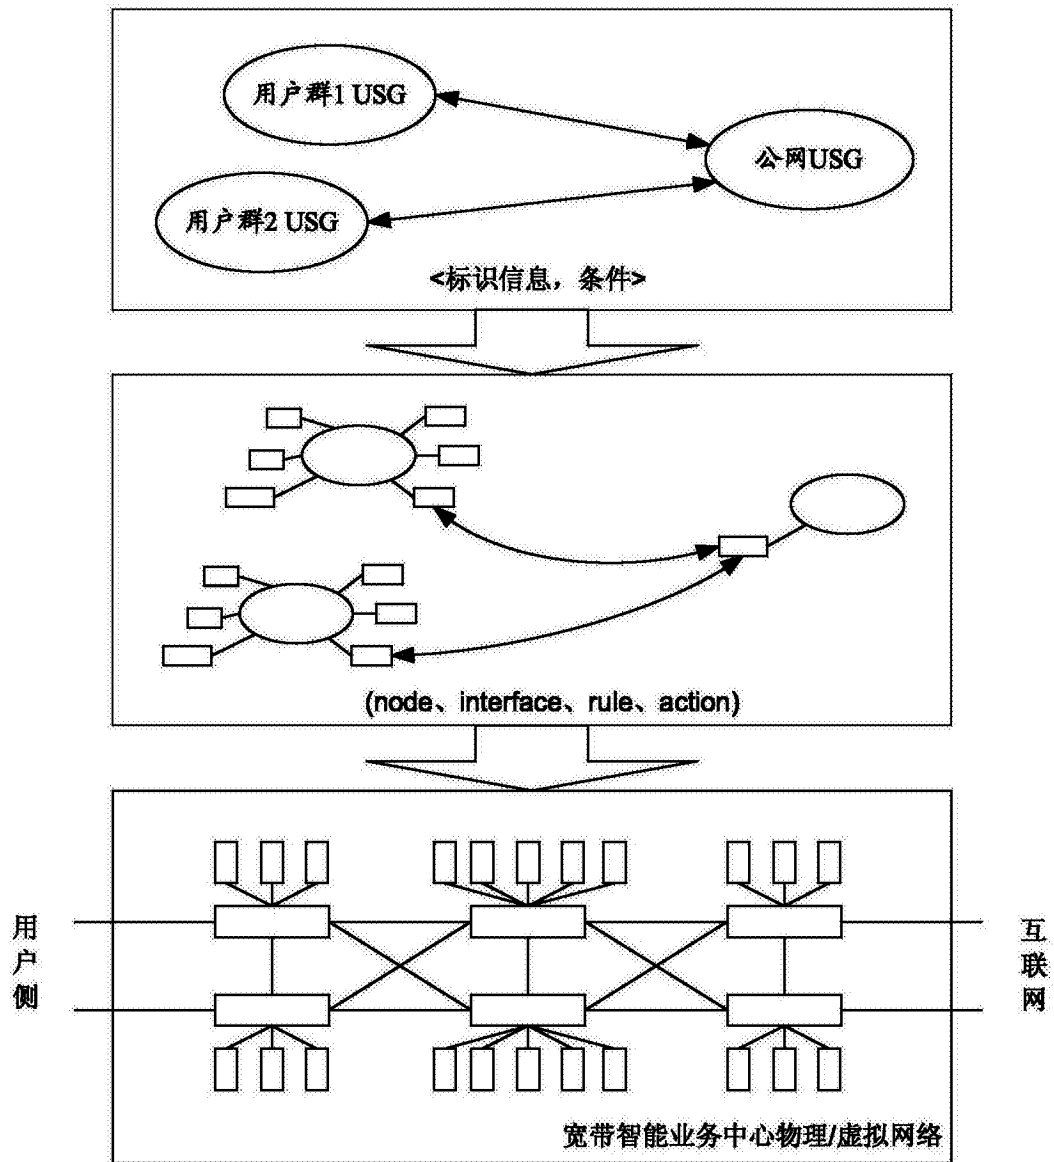 用户群1 USG
公网USG
用户群2 USG
<标识信息，条件>
(node、interface、rule、action)
用户侧
互联网
宽带智能业务中心物理/虚拟网络